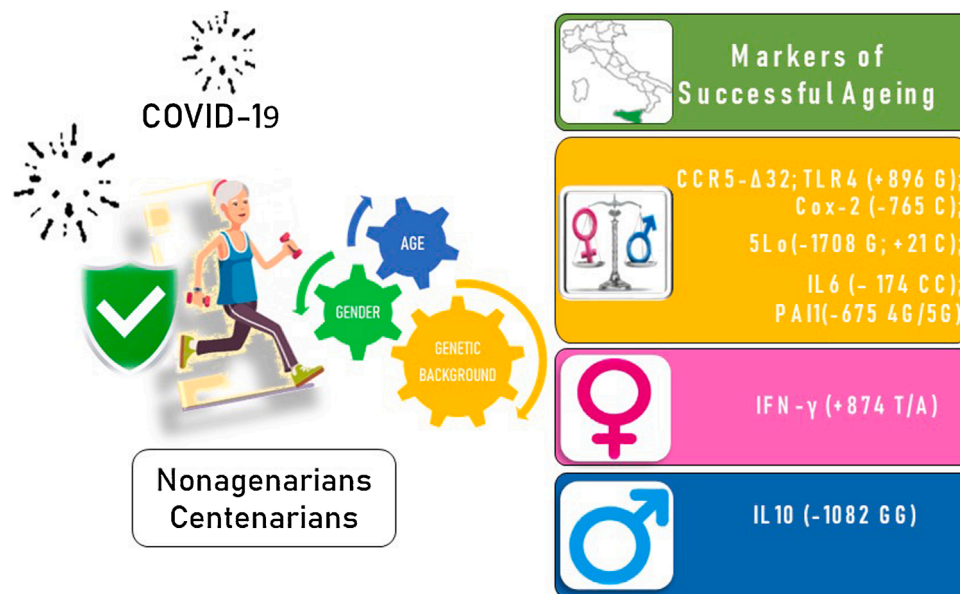 COVID-19
AGE
GENDER
GENETIC
BACKGROUND
Nonagenarians
Centenarians
Markers of
Successful Ageing
CCR5-Δ32; TLR4 (+896 G);
Cox-2 (-765 C);
5Lo(-1708 G; +21 C);
IL6 (- 174 CC);
PAI1(-675 4G/5G)
IFN-γ (+874 T/A)
IL10 (-1082 GG)